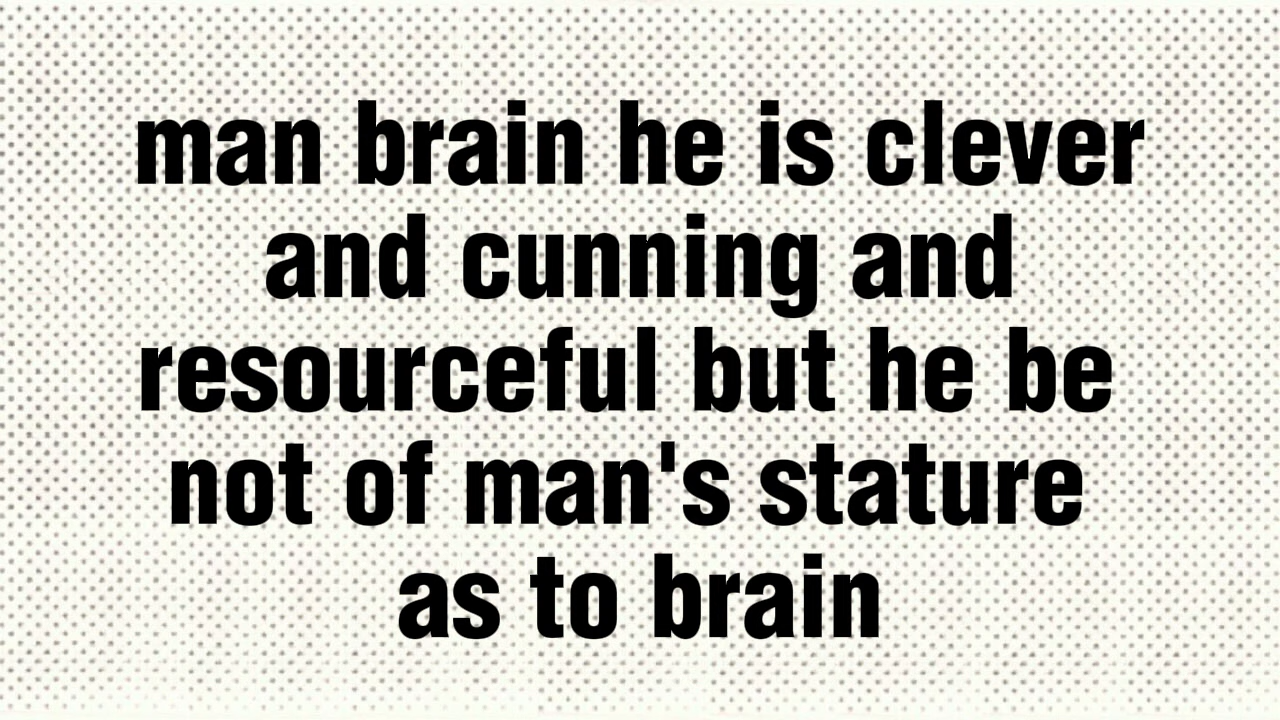 man brain he is clever
and cunning and
resourceful but he be
not of man's stature
as to brain